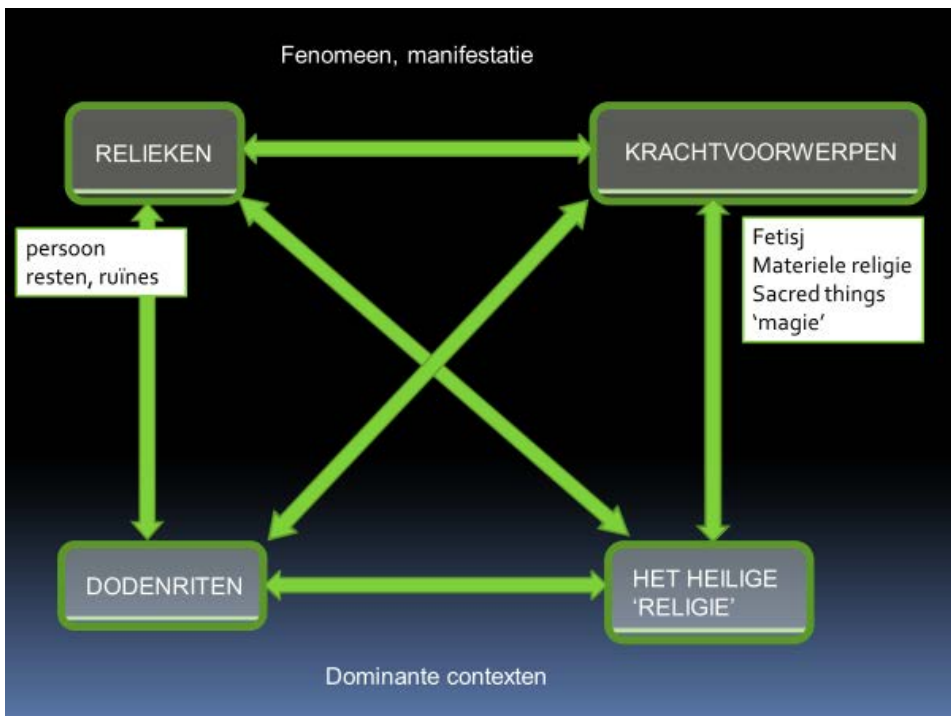 Fenomeen, manifestatie
RELIEKEN
KRACHTVOORWERPEN
persoon
resten, ruïnes
Fetisj
Materiele religie
Sacred things
‘magie’
DODENRITEN
HET HEILIGE
‘RELIGIE’
Dominante contexten